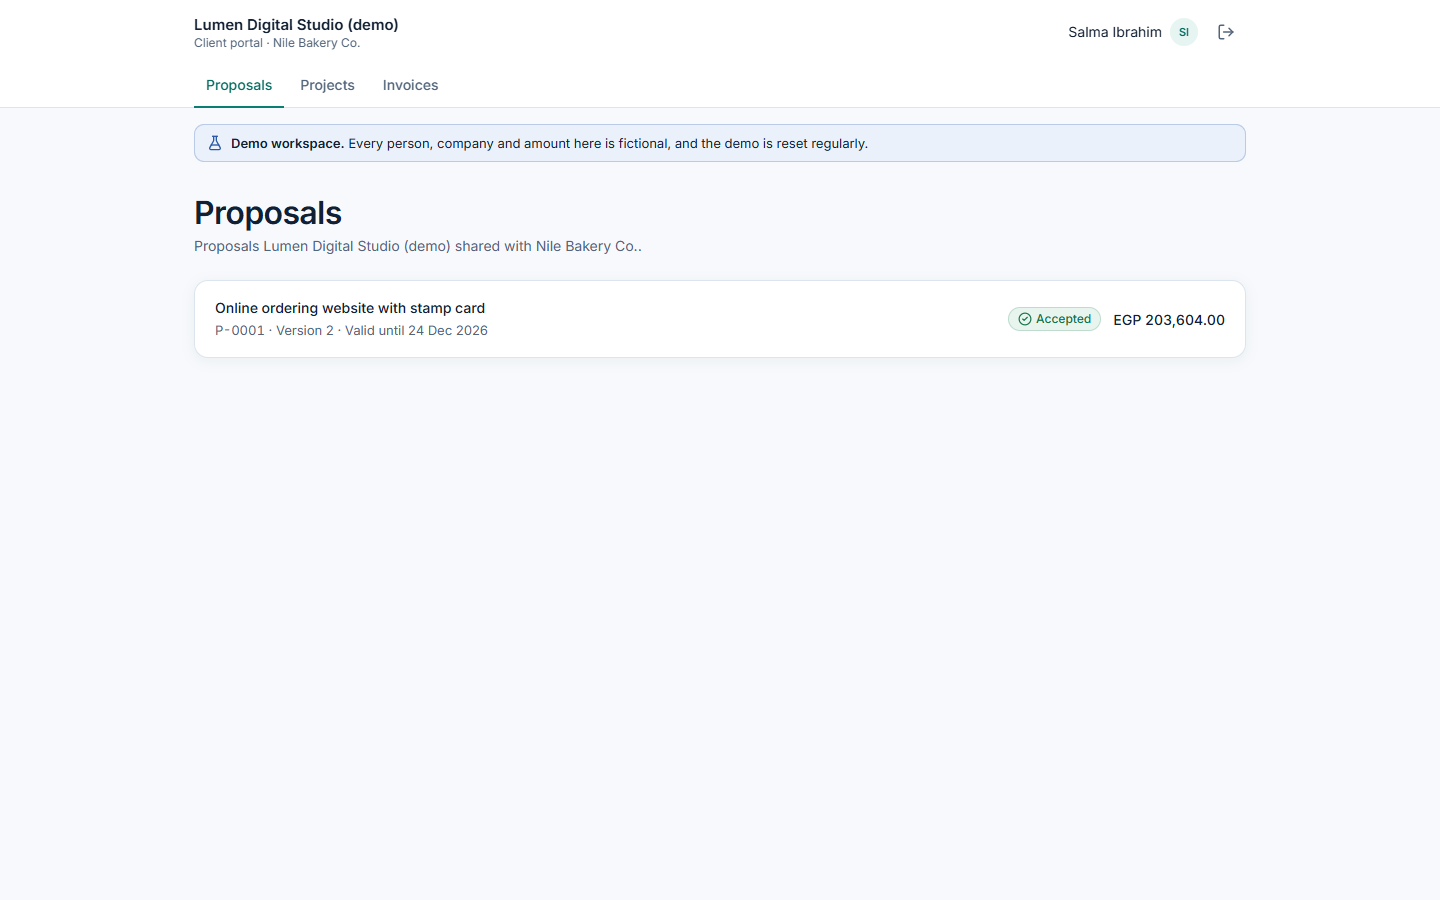 Lumen Digital Studio (demo)
Client portal · Nile Bakery Co.
Salma Ibrahim SI
Proposals Projects Invoices
Demo workspace. Every person, company and amount here is fictional, and the demo is reset regularly.
Proposals
Proposals Lumen Digital Studio (demo) shared with Nile Bakery Co..
Online ordering website with stamp card
P-0001 · Version 2 · Valid until 24 Dec 2026
Accepted EGP 203,604.00